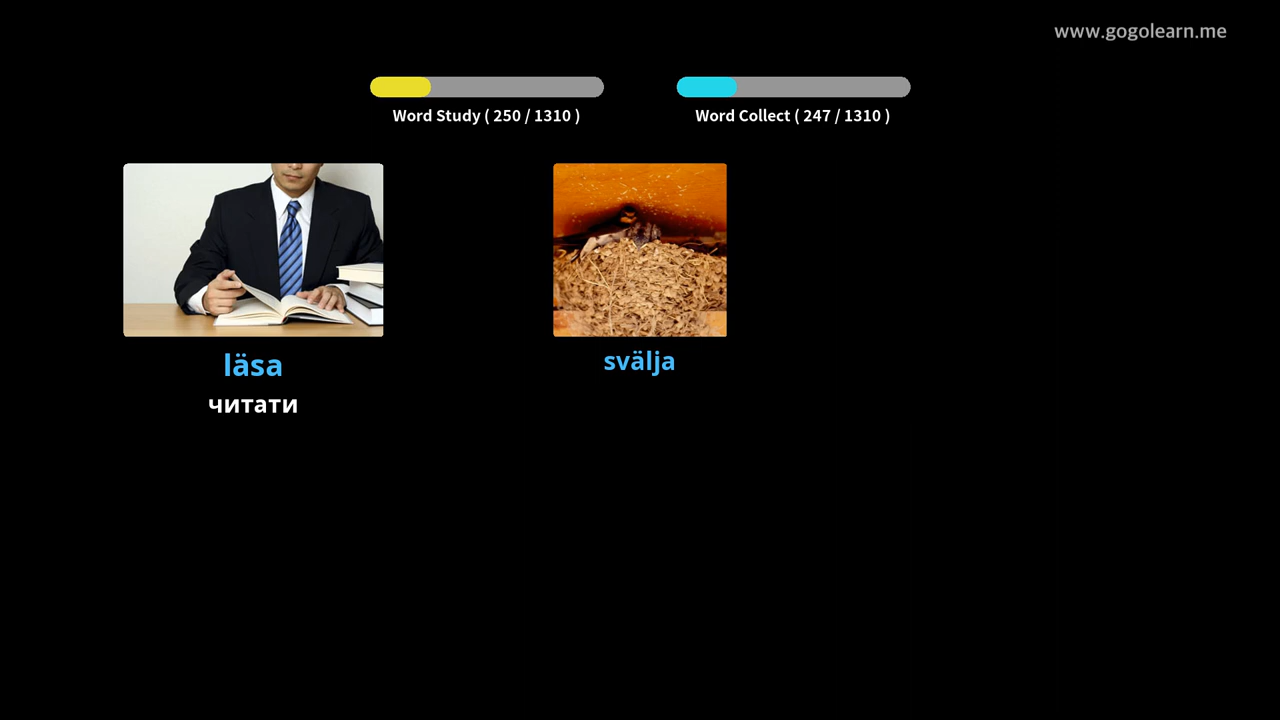 www.gogolearn.me
Word Study ( 250 / 1310 )
Word Collect ( 247 / 1310 )
läsa
читати
svälja